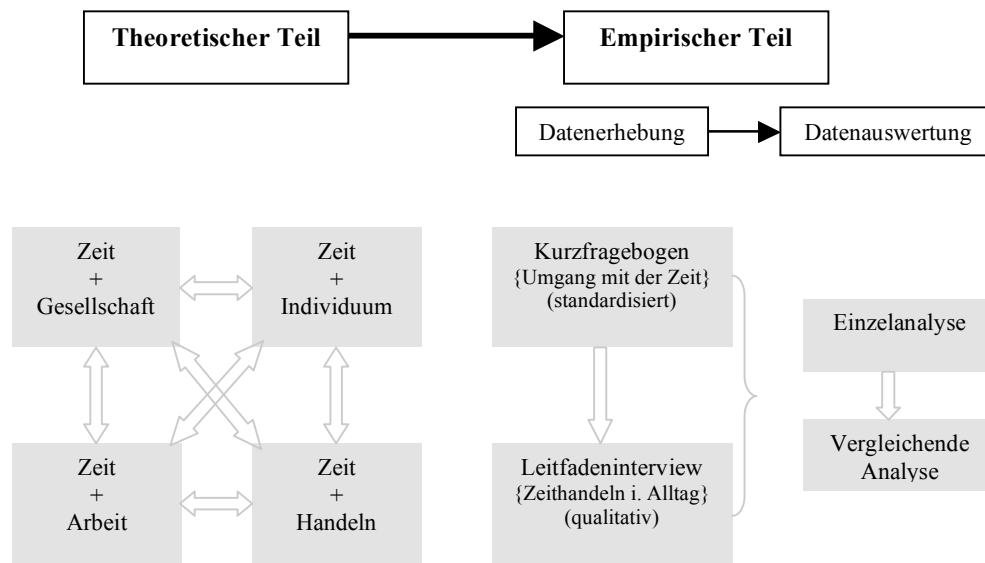 Theoretischer Teil
Empirischer Teil
Datenerhebung
Datenauswertung
Zeit
+
Gesellschaft
Zeit
+
Individuum
Zeit
+
Arbeit
Zeit
+
Handeln
Kurzfragebogen
{Umgang mit der Zeit}
(standardisiert)
Leitfadeninterview
{Zeithandeln i. Alltag}
(qualitativ)
Einzelanalyse
Vergleichende
Analyse